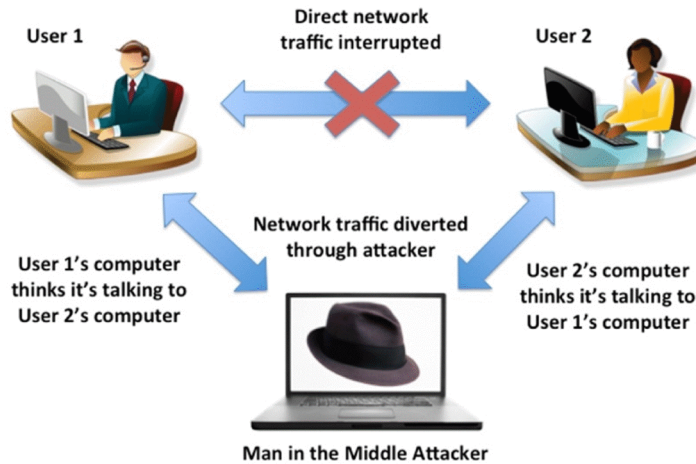 User 1
Direct network
traffic interrupted
User 2
Network traffic diverted
through attacker
User 1’s computer
thinks it’s talking to
User 2’s computer
User 2’s computer
thinks it’s talking to
User 1’s computer
Man in the Middle Attacker